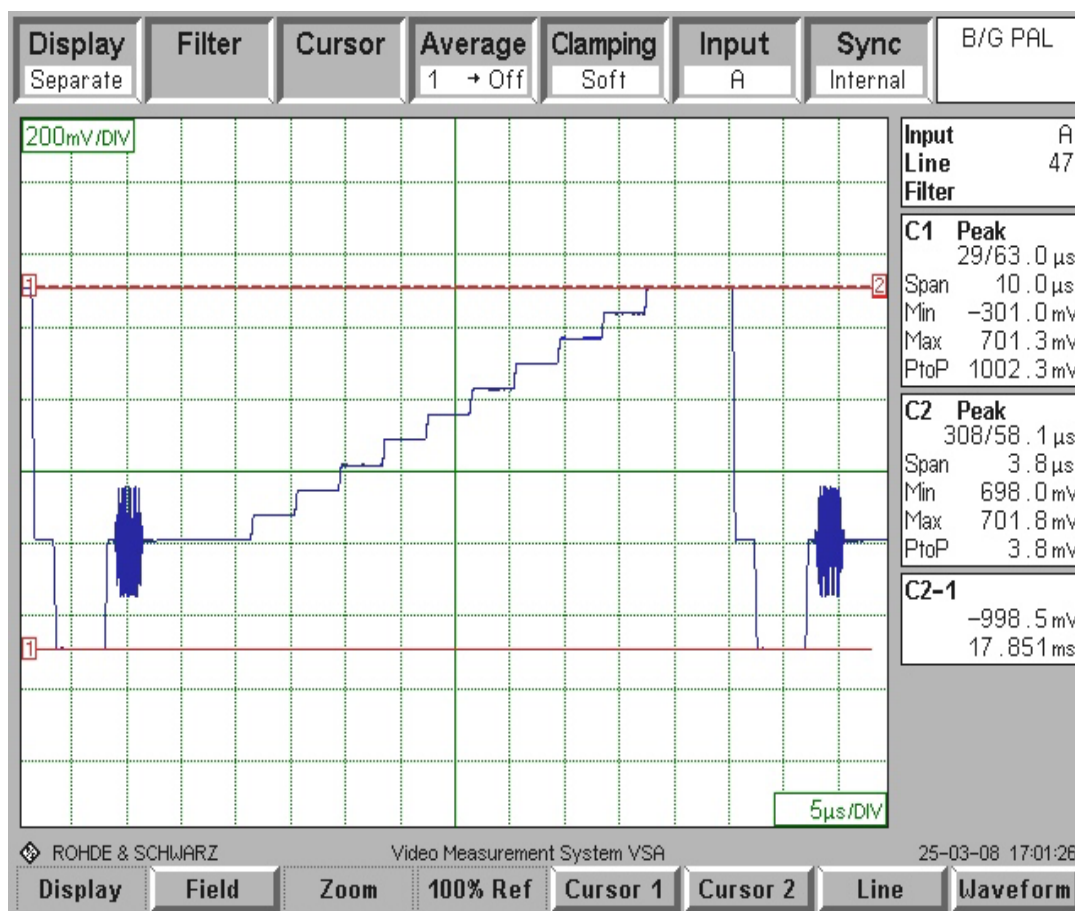 Display Filter Cursor Average Clamping Input Sync B/G PAL
Separate 1 → Off Soft A Internal
200mV/DIV
Input A
Line 47
Filter
C1 Peak
29/63.0 µs
Span 10.0 µs
Min -301.0 mV
Max 701.3 mV
PtoP 1002.3 mV
C2 Peak
308/58.1 µs
Span 3.8 µs
Min 698.0 mV
Max 701.8 mV
PtoP 3.8 mV
C2-1
-998.5 mV
17.851 ms
1
2
1
5µs/DIV
ROHDE & SCHWARZ Video Measurement System VSA 25-03-08 17:01:26
Display Field Zoom 100% Ref Cursor 1 Cursor 2 Line Waveform